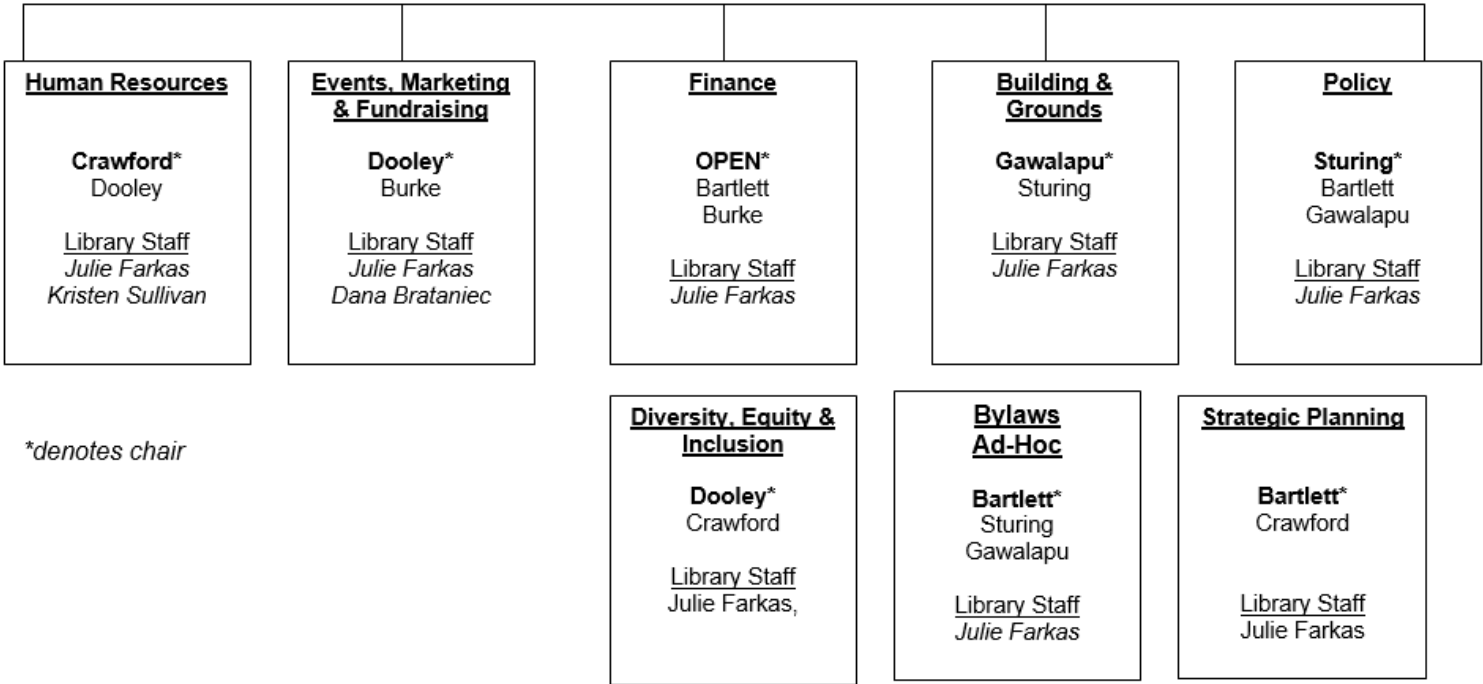 Human Resources
Crawford*
Dooley
Library Staff
Julie Farkas
Kristen Sullivan
Events, Marketing
& Fundraising
Dooley*
Burke
Library Staff
Julie Farkas
Dana Brataniec
Finance
OPEN*
Bartlett
Burke
Library Staff
Julie Farkas
Building &
Grounds
Gawalapu*
Sturing
Library Staff
Julie Farkas
Policy
Sturing*
Bartlett
Gawalapu
Library Staff
Julie Farkas
*denotes chair
Diversity, Equity &
Inclusion
Dooley*
Crawford
Library Staff
Julie Farkas,
Bylaws
Ad-Hoc
Bartlett*
Sturing
Gawalapu
Library Staff
Julie Farkas
Strategic Planning
Bartlett*
Crawford
Library Staff
Julie Farkas